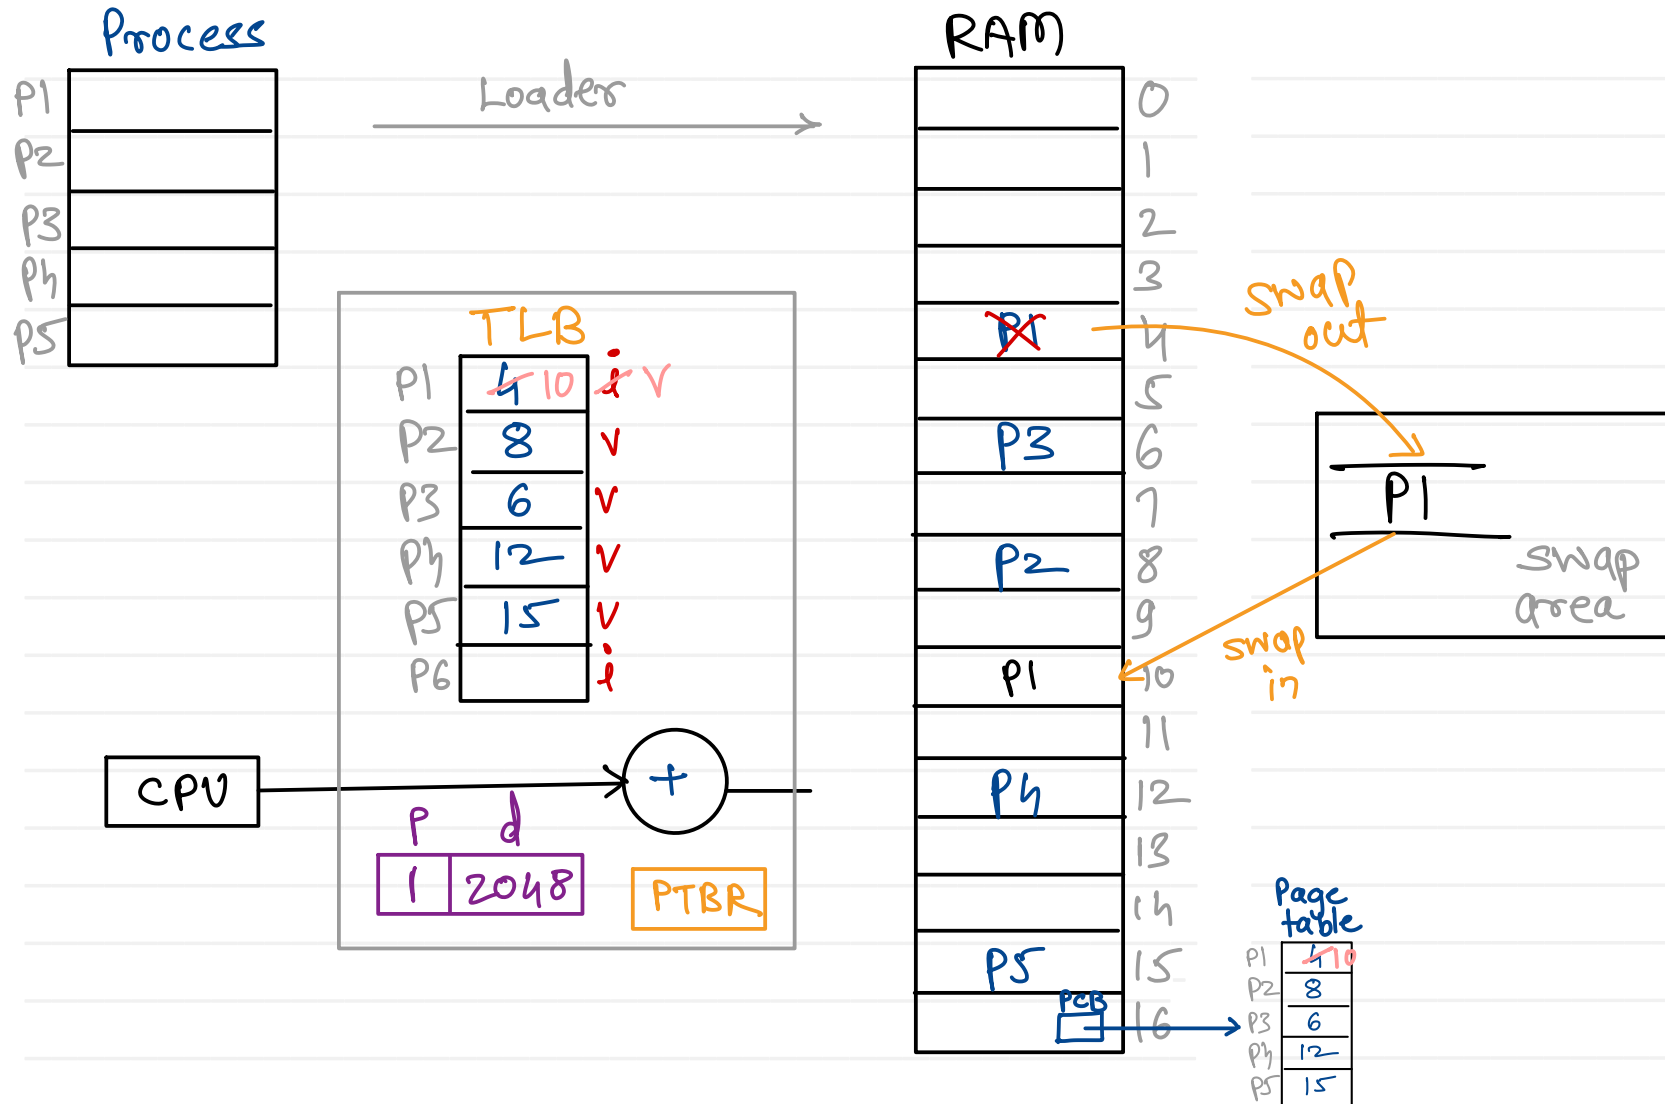 Process
P1
P2
P3
P4
P5
Loader
RAM
0
1
2
3
P1 4
5
P3 6
7
P2 8
9
P1 10
11
P4 12
13
14
P5 15
PCB
16
swap
out
P1
swap
area
swap
in
TLB
P1 4 10 i v
P2 8 v
P3 6 v
P4 12 v
P5 15 v
P6 i
CPU
+
P d
1 2048
PTBR
Page
table
P1 4 10
P2 8
P3 6
P4 12
P5 15